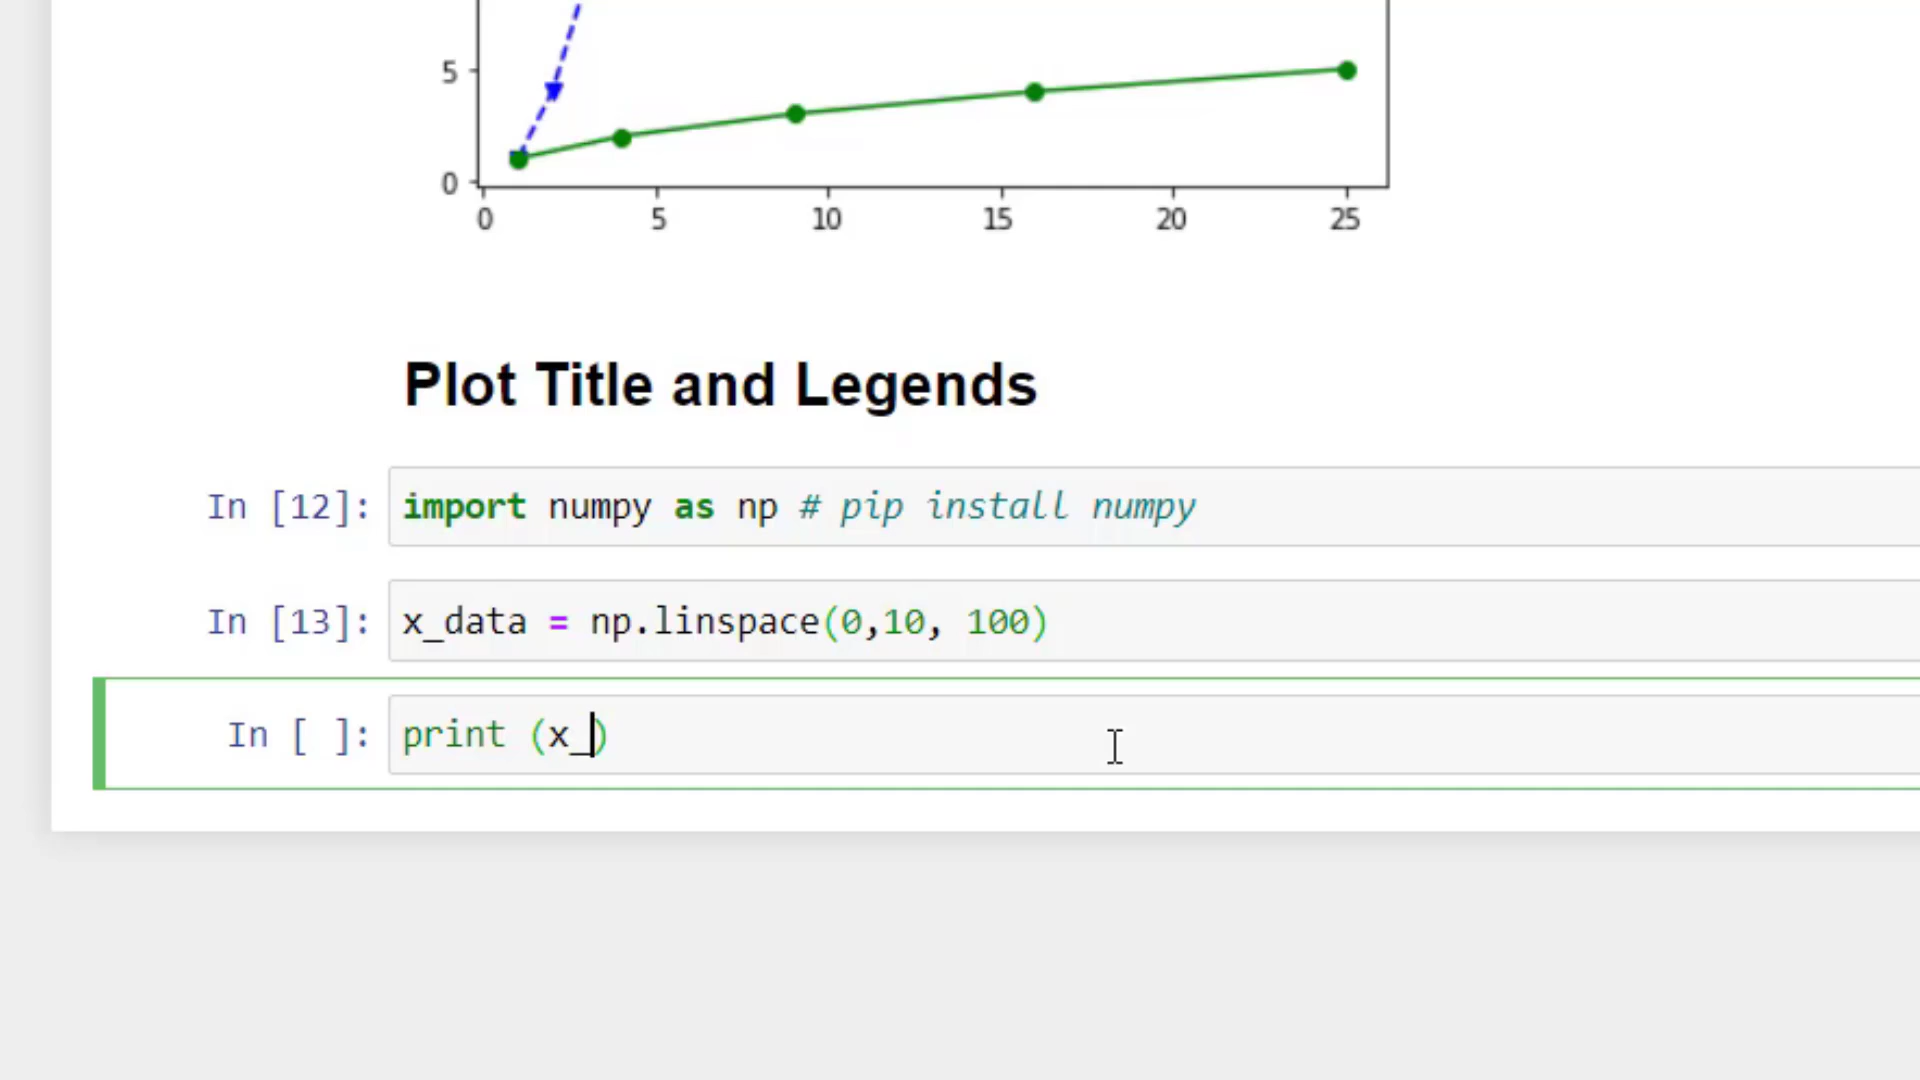 5
0
0 5 10 15 20 25
Plot Title and Legends
In [12]: import numpy as np # pip install numpy
In [13]: x_data = np.linspace(0,10, 100)
In [ ]: print (x_)